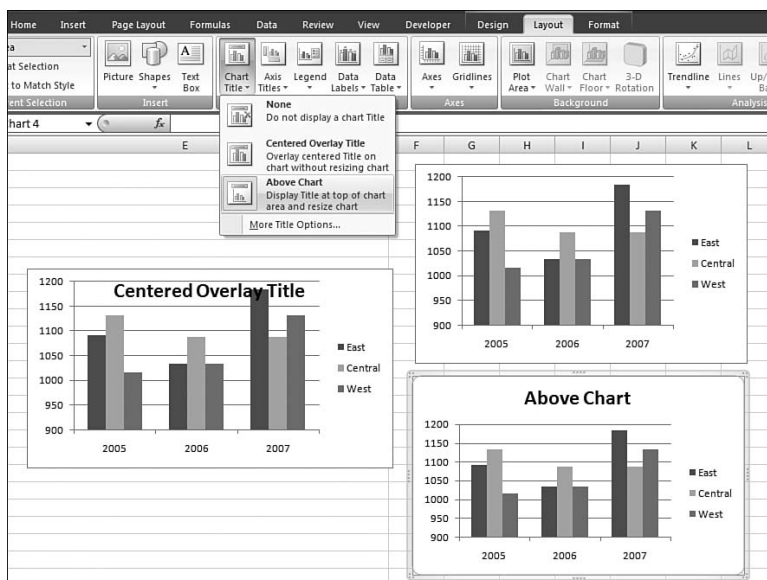 Home Insert Page Layout Formulas Data Review View Developer Design Layout Format
ea
at Selection
to Match Style
ent Selection
Picture Shapes Text Box
Insert
Chart Title Axis Titles Legend Data Labels Data Table
Axes Gridlines
Axes
Plot Area Chart Wall Chart Floor 3-D Rotation
Background
Trendline Lines Up/
Ba
Analysis
None
Do not display a chart Title
Centered Overlay Title
Overlay centered Title on
chart without resizing chart
Above Chart
Display Title at top of chart
area and resize chart
More Title Options...
hart 4 fx
E F G H I J K L
1200
1150
1100
1050
1000
950
900
2005 2006 2007
East
Central
West
Centered Overlay Title
1200
1150
1100
1050
1000
950
900
2005 2006 2007
East
Central
West
Above Chart
1200
1150
1100
1050
1000
950
900
2005 2006 2007
East
Central
West